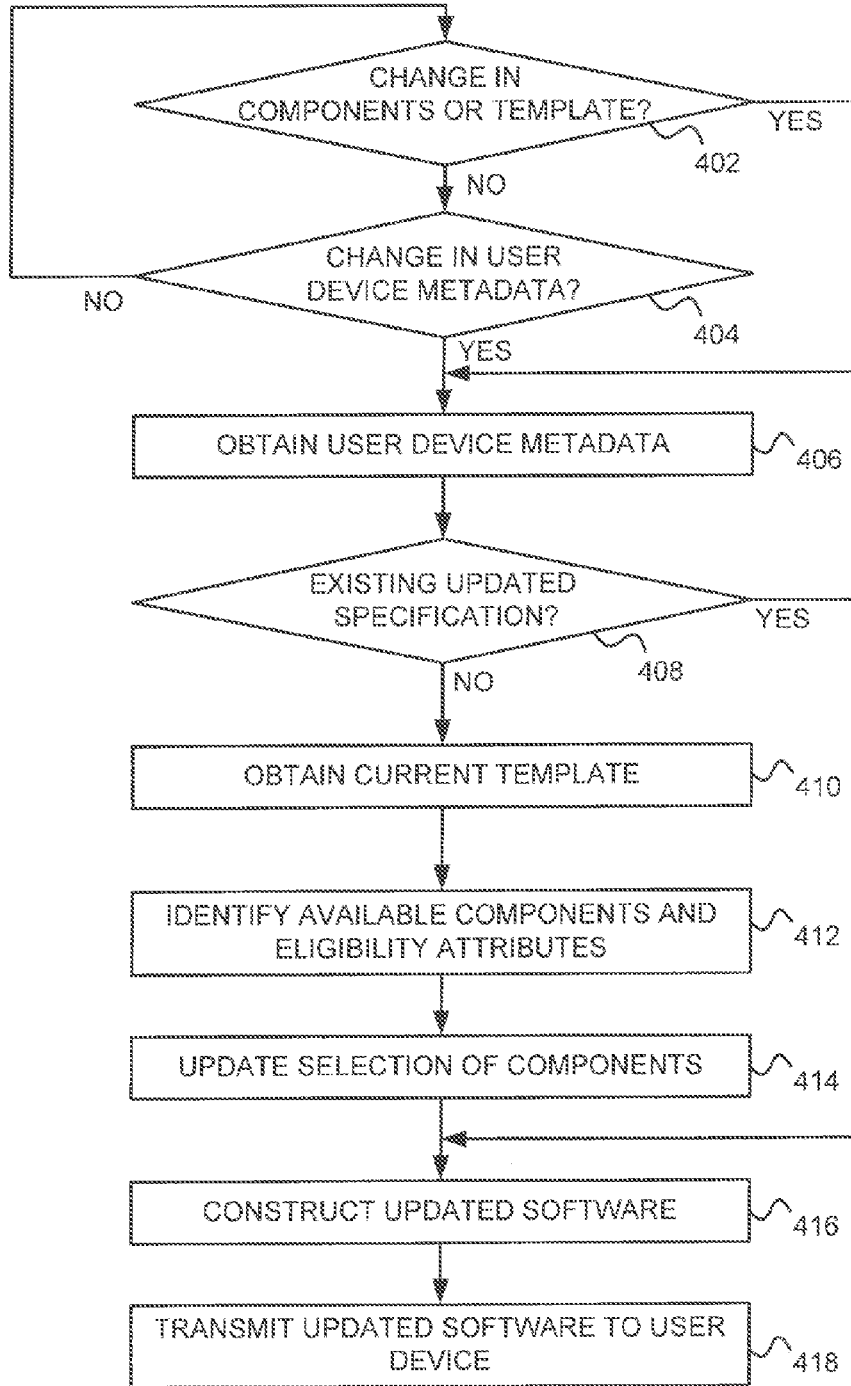 CHANGE IN
COMPONENTS OR TEMPLATE?
YES
402
NO
CHANGE IN USER
DEVICE METADATA?
NO
404
YES
OBTAIN USER DEVICE METADATA
406
EXISTING UPDATED
SPECIFICATION?
YES
408
NO
OBTAIN CURRENT TEMPLATE
410
IDENTIFY AVAILABLE COMPONENTS AND
ELIGIBILITY ATTRIBUTES
412
UPDATE SELECTION OF COMPONENTS
414
CONSTRUCT UPDATED SOFTWARE
416
TRANSMIT UPDATED SOFTWARE TO USER
DEVICE
418